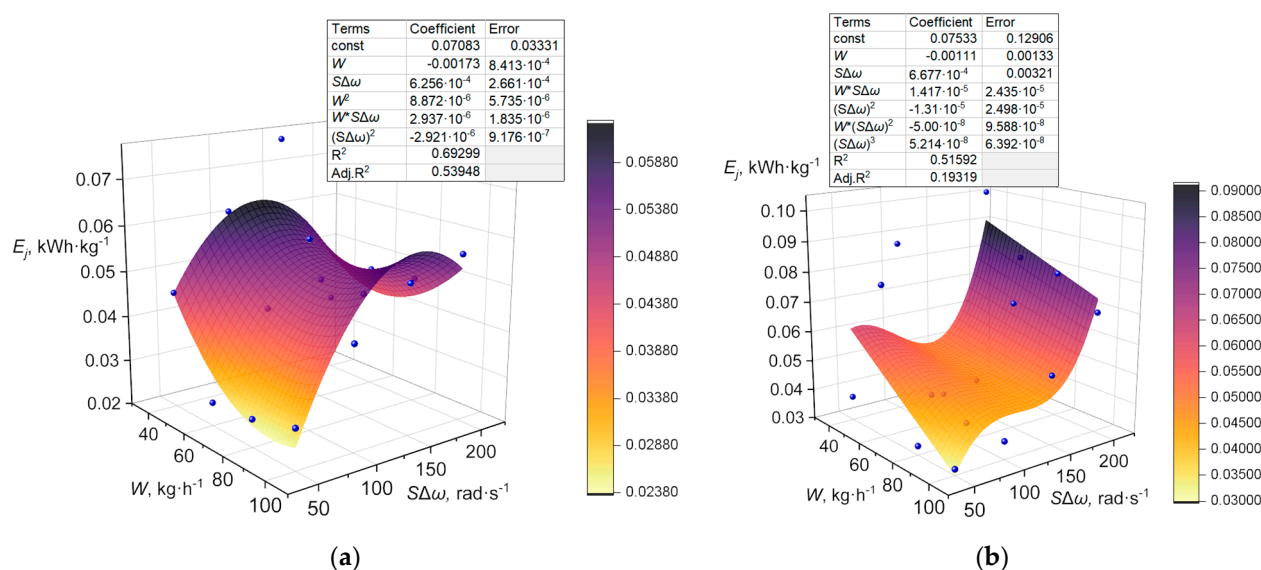 Terms Coefficient Error
const 0.07083 0.03331
W -0.00173 8.413·10⁻⁴
SΔω 6.256·10⁻⁴ 2.661·10⁻⁴
W² 8.872·10⁻⁶ 5.735·10⁻⁶
W*SΔω 2.937·10⁻⁶ 1.835·10⁻⁶
(SΔω)² -2.921·10⁻⁶ 9.176·10⁻⁷
R² 0.69299
Adj.R² 0.53948
Eⱼ, kWh·kg⁻¹
0.07
0.06
0.05
0.04
0.03
0.02
40
60
80
100
W, kg·h⁻¹
50
100
150
200
SΔω, rad·s⁻¹
0.05880
0.05380
0.04880
0.04380
0.03880
0.03380
0.02880
0.02380
(a)
Terms Coefficient Error
const 0.07533 0.12906
W -0.00111 0.00133
SΔω 6.677·10⁻⁴ 0.00321
W*SΔω 1.417·10⁻⁵ 2.435·10⁻⁵
(SΔω)² -1.31·10⁻⁵ 2.498·10⁻⁵
W*(SΔω)² -5.00·10⁻⁸ 9.588·10⁻⁸
(SΔω)³ 5.214·10⁻⁸ 6.392·10⁻⁸
R² 0.51592
Adj.R² 0.19319
Eⱼ, kWh·kg⁻¹
0.10
0.09
0.08
0.07
0.06
0.05
0.04
0.03
40
60
80
100
W, kg·h⁻¹
50
100
150
200
SΔω, rad·s⁻¹
0.09000
0.08500
0.08000
0.07500
0.07000
0.06500
0.06000
0.05500
0.05000
0.04500
0.04000
0.03500
0.03000
(b)